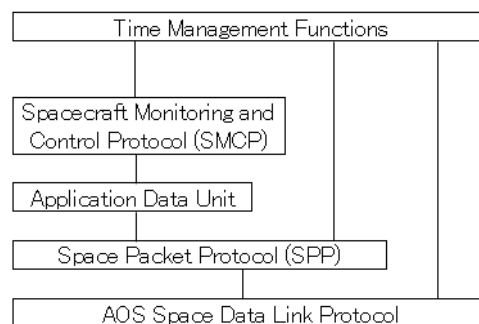 Time Management Functions
Spacecraft Monitoring and
Control Protocol (SMCP)
Application Data Unit
Space Packet Protocol (SPP)
AOS Space Data Link Protocol